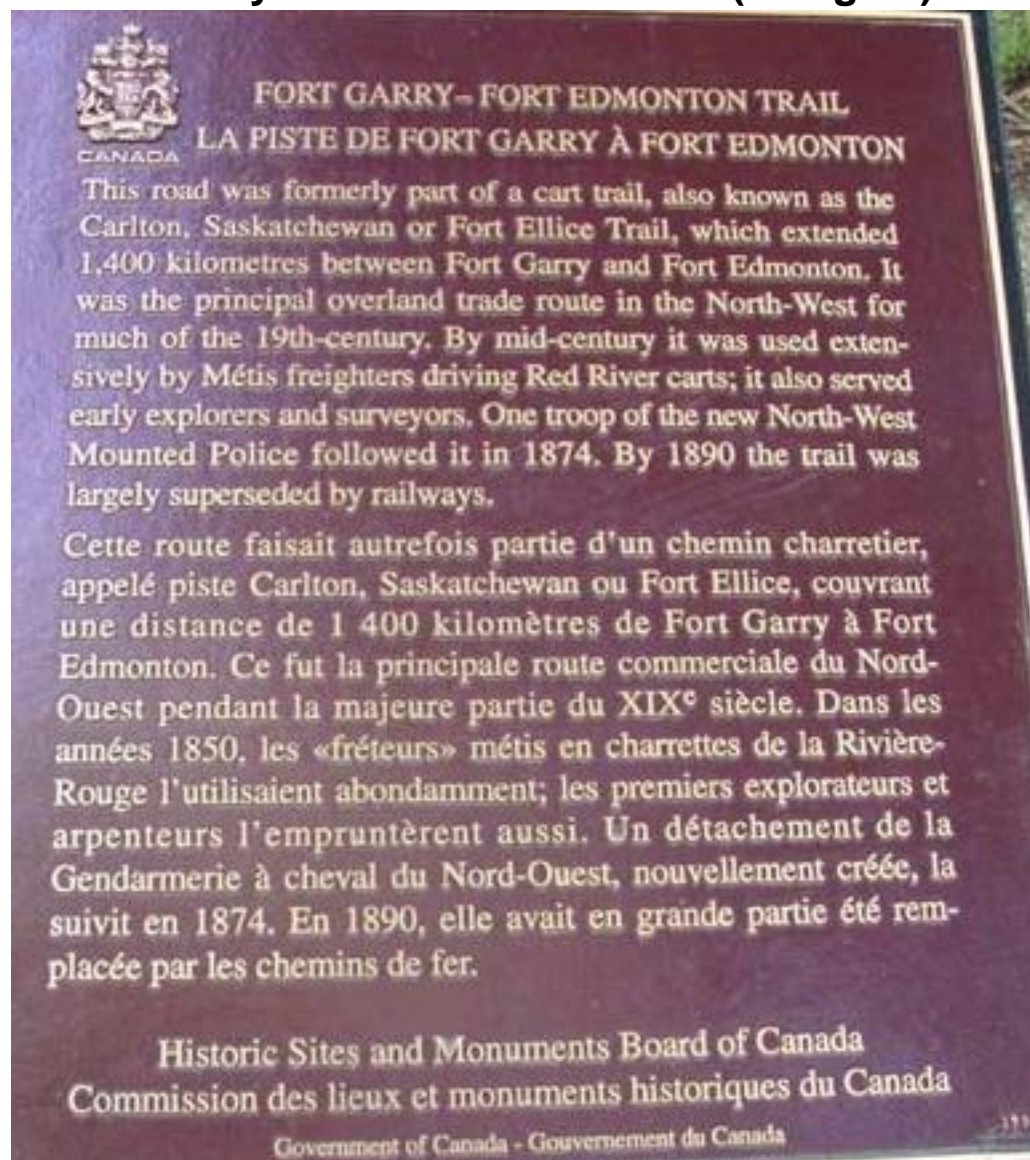 CANADA
FORT GARRY – FORT EDMONTON TRAIL
LA PISTE DE FORT GARRY À FORT EDMONTON
This road was formerly part of a cart trail, also known as the
Carlton, Saskatchewan or Fort Ellice Trail, which extended
1,400 kilometres between Fort Garry and Fort Edmonton. It
was the principal overland trade route in the North-West for
much of the 19th-century. By mid-century it was used exten-
sively by Métis freighters driving Red River carts; it also served
early explorers and surveyors. One troop of the new North-West
Mounted Police followed it in 1874. By 1890 the trail was
largely superseded by railways.
Cette route faisait autrefois partie d'un chemin charretier,
appelé piste Carlton, Saskatchewan ou Fort Ellice, couvrant
une distance de 1 400 kilomètres de Fort Garry à Fort
Edmonton. Ce fut la principale route commerciale du Nord-
Ouest pendant la majeure partie du XIXe siècle. Dans les
années 1850, les «fréteurs» métis en charrettes de la Rivière-
Rouge l'utilisaient abondamment; les premiers explorateurs et
arpenteurs l'empruntèrent aussi. Un détachement de la
Gendarmerie à cheval du Nord-Ouest, nouvellement créée, la
suivit en 1874. En 1890, elle avait en grande partie été rem-
placée par les chemins de fer.
Historic Sites and Monuments Board of Canada
Commission des lieux et monuments historiques du Canada
Government of Canada - Gouvernement du Canada